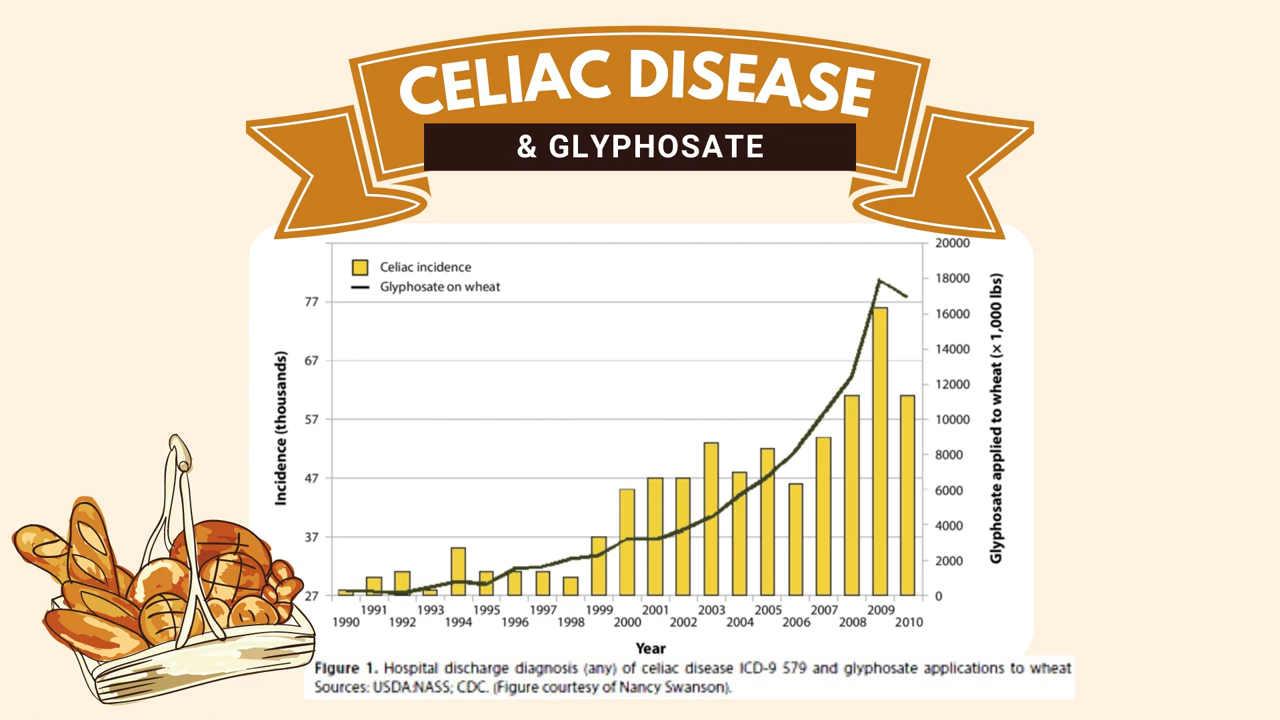 CELIAC DISEASE
& GLYPHOSATE
Celiac incidence
Glyphosate on wheat
Incidence (thousands)
77
67
57
47
37
27
20000
18000
16000
14000
12000
10000
8000
6000
4000
2000
0
Glyphosate applied to wheat (× 1,000 lbs)
1991 1993 1995 1997 1999 2001 2003 2005 2007 2009
1990 1992 1994 1996 1998 2000 2002 2004 2006 2008 2010
Year
Figure 1. Hospital discharge diagnosis (any) of celiac disease ICD-9 579 and glyphosate applications to wheat
Sources: USDA:NASS; CDC. (Figure courtesy of Nancy Swanson).